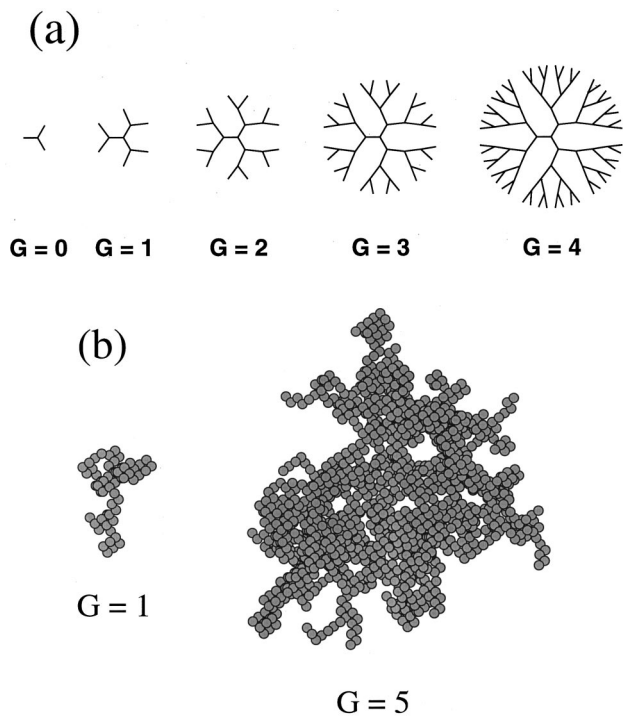 (a)
G = 0 G = 1 G = 2 G = 3 G = 4
(b)
G = 1
G = 5